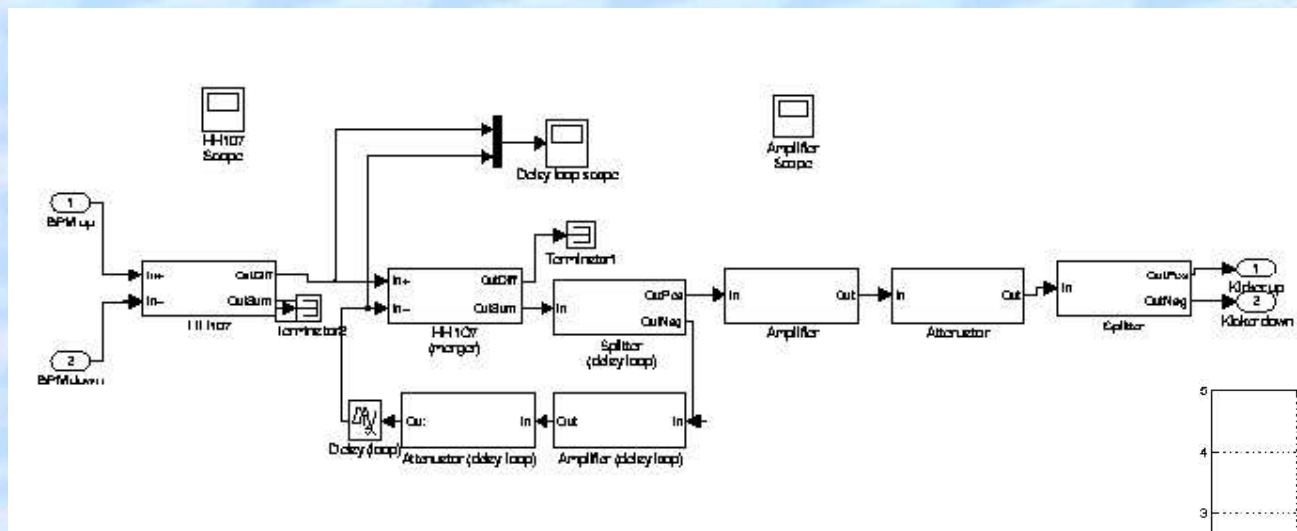 HH107
Scope
Amplifier
Scope
Delay loop scope
1
BPM up
Terminator1
In+
OutDiff
In-
OutSum
HH107
Terminator2
In+
OutDiff
In-
OutSum
HH107
(merger)
In
OutPos
OutNeg
Splitter
(delay loop)
In
Out
Amplifier
In
Out
Attenuator
In
OutPos
OutNeg
Splitter
1
Kicker up
2
Kicker down
2
BPM down
Delay (loop)
Out
In
Attenuator (delay loop)
Out
In
Amplifier (delay loop)
5
4
3